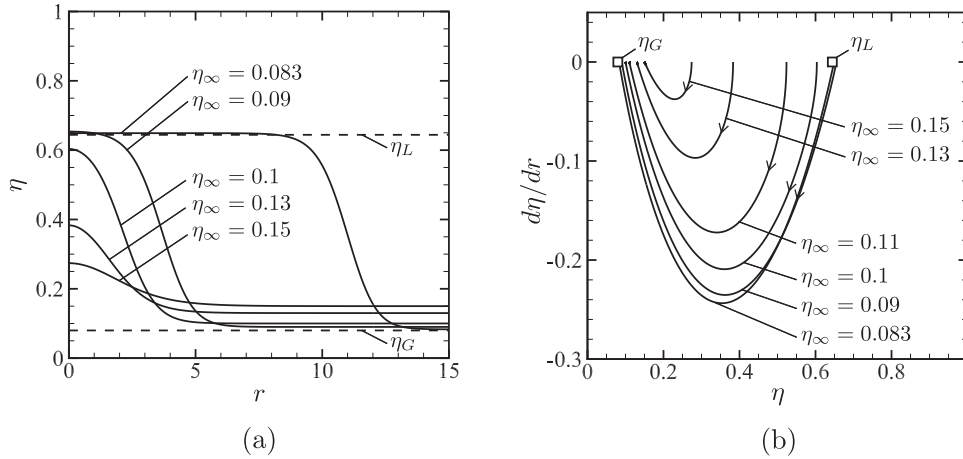 1
0.8
0.6
0.4
0.2
0
η
0
5
10
15
r
η∞ = 0.083
η∞ = 0.09
η∞ = 0.1
η∞ = 0.13
η∞ = 0.15
ηL
ηG
(a)
0
-0.1
-0.2
-0.3
dη/dr
0
0.2
0.4
0.6
0.8
η
ηG
ηL
η∞ = 0.15
η∞ = 0.13
η∞ = 0.11
η∞ = 0.1
η∞ = 0.09
η∞ = 0.083
(b)